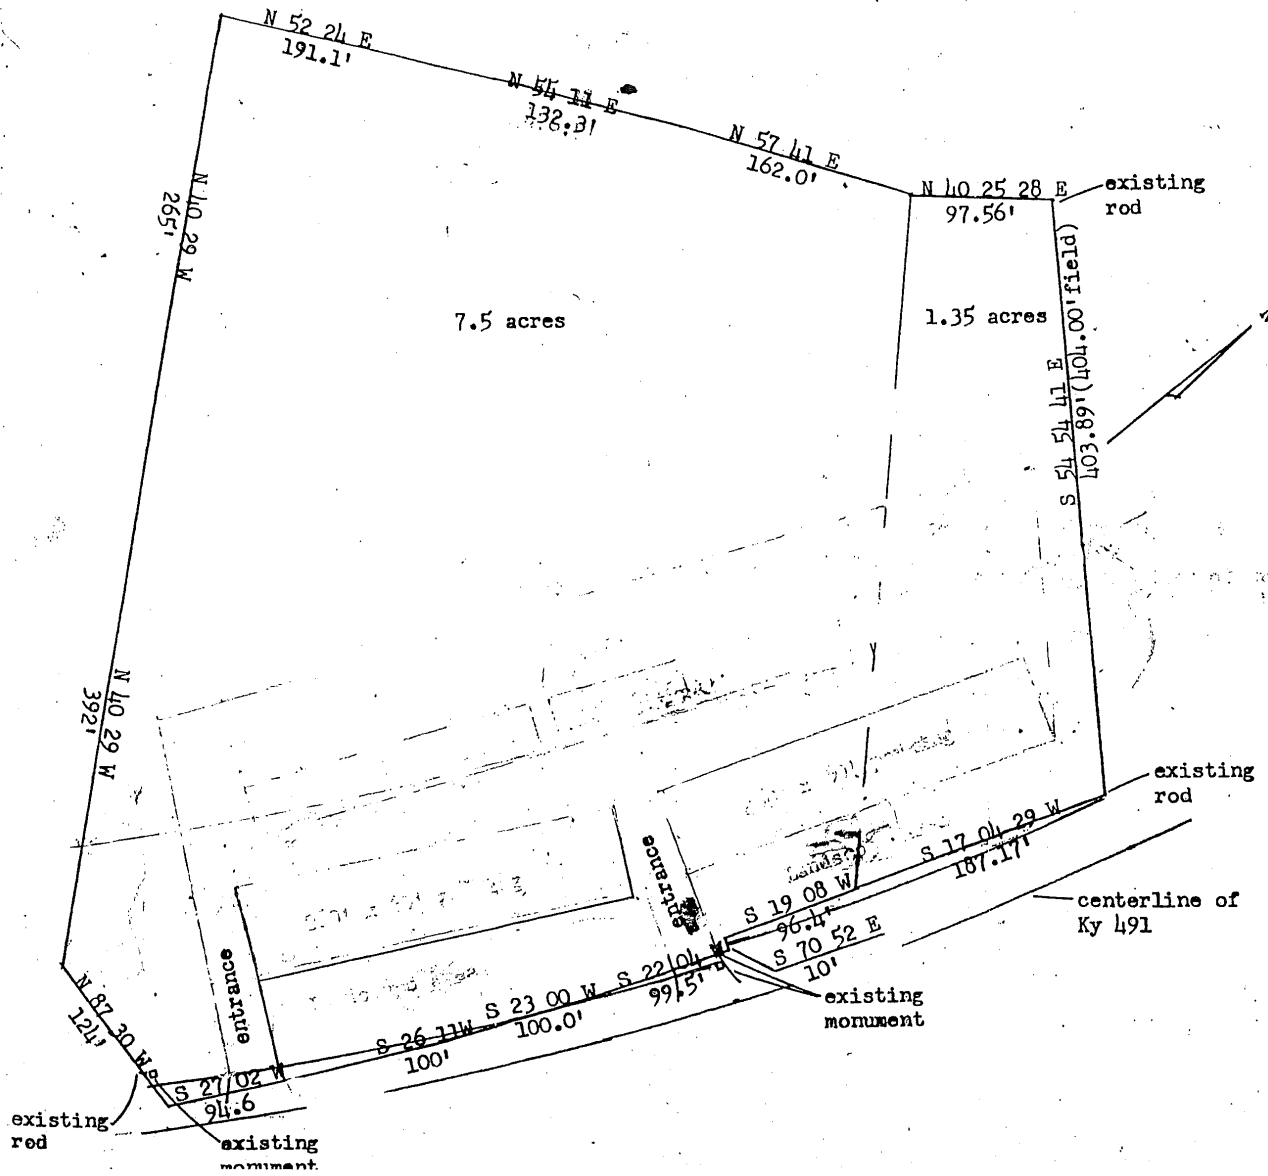 N 52 24 E
191.1'
N 55 11 E
132.3'
N 57 41 E
162.0'
N 40 25 28 E
97.56'
existing
rod
N 40 29 W
265'
7.5 acres
1.35 acres
S 54 54 41 E
403.89'(404.00'field)
N 40 29 W
392'
existing
rod
entrance
S 17 04 29 W
187.17'
Landscp
S 19 08 W
96.4'
centerline of
Ky 491
S 70 52 E
10'
entrance
S 22 04
99.5'
existing
monument
S 23 00 W
100.0'
S 26 11W
100'
N 87 30 W
124'
S 27 02 W
94.6
existing
rod
existing
monument